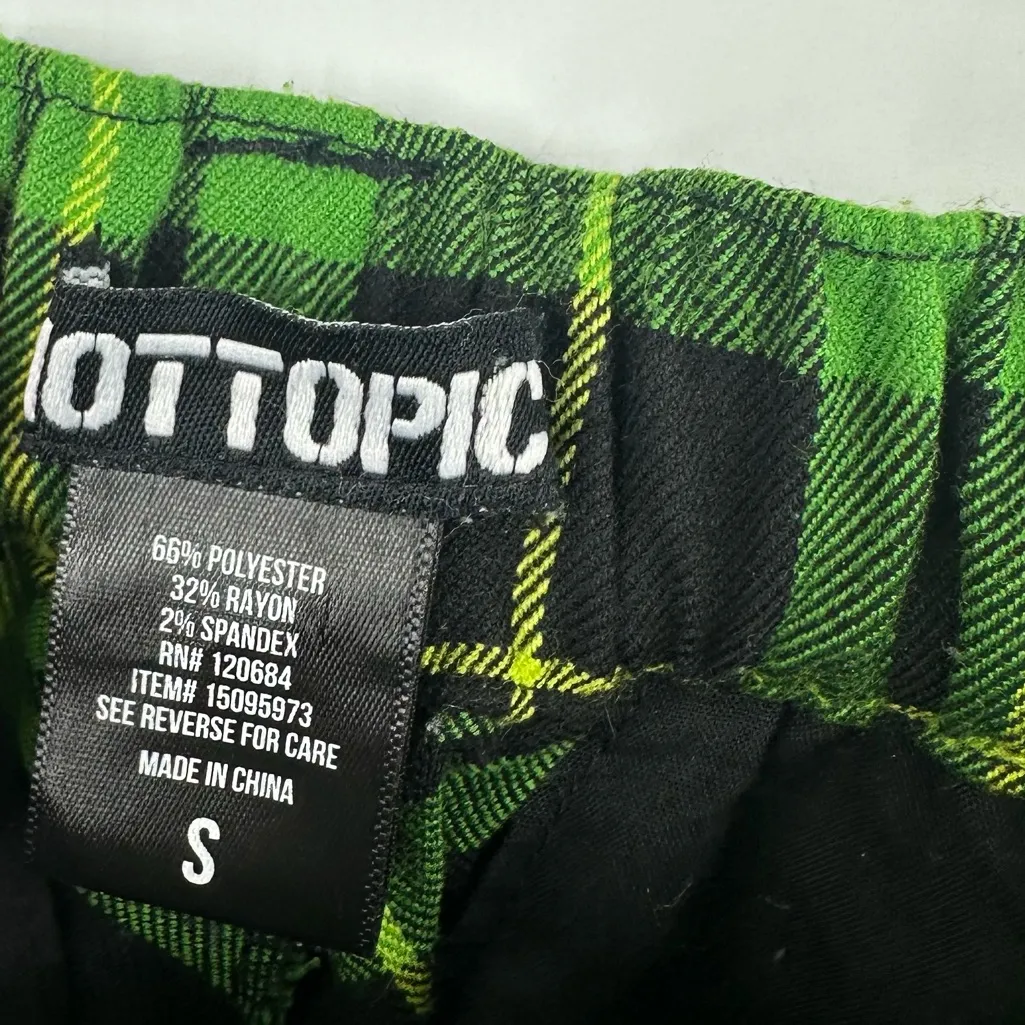 HOTTOPIC
66% POLYESTER
32% RAYON
2% SPANDEX
RN# 120684
ITEM# 15095973
SEE REVERSE FOR CARE
MADE IN CHINA
S